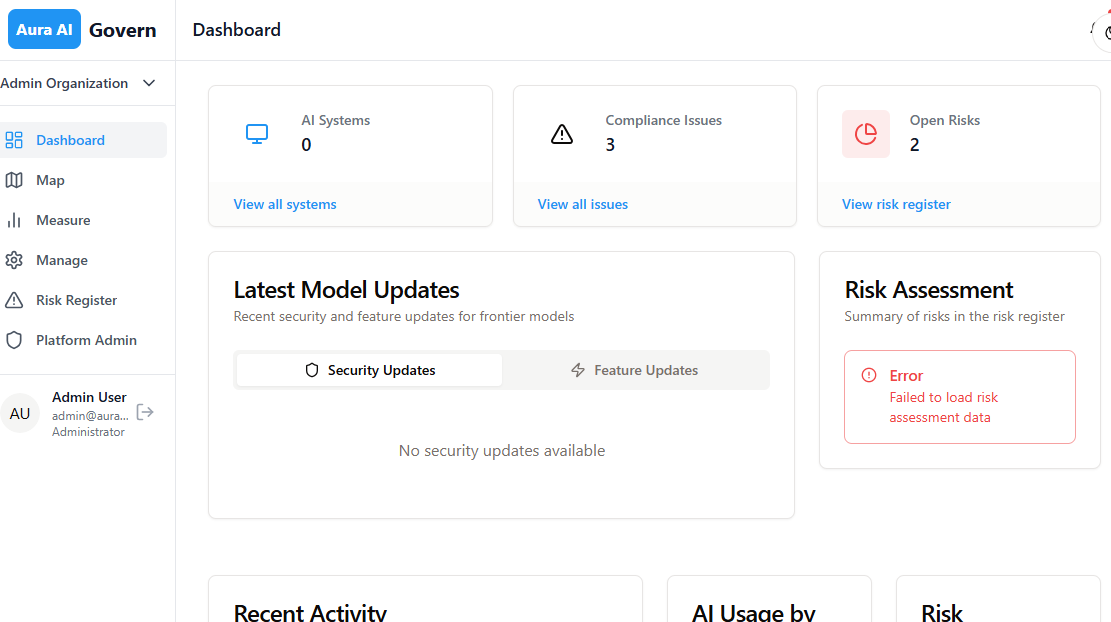 Aura AI Govern
Dashboard
Admin Organization
Dashboard
Map
Measure
Manage
Risk Register
Platform Admin
AU
Admin User
admin@aura...
Administrator
AI Systems
0
View all systems
Compliance Issues
3
View all issues
Open Risks
2
View risk register
Latest Model Updates
Recent security and feature updates for frontier models
Security Updates
Feature Updates
No security updates available
Risk Assessment
Summary of risks in the risk register
Error
Failed to load risk
assessment data
Recent Activity
AI Usage by
Risk